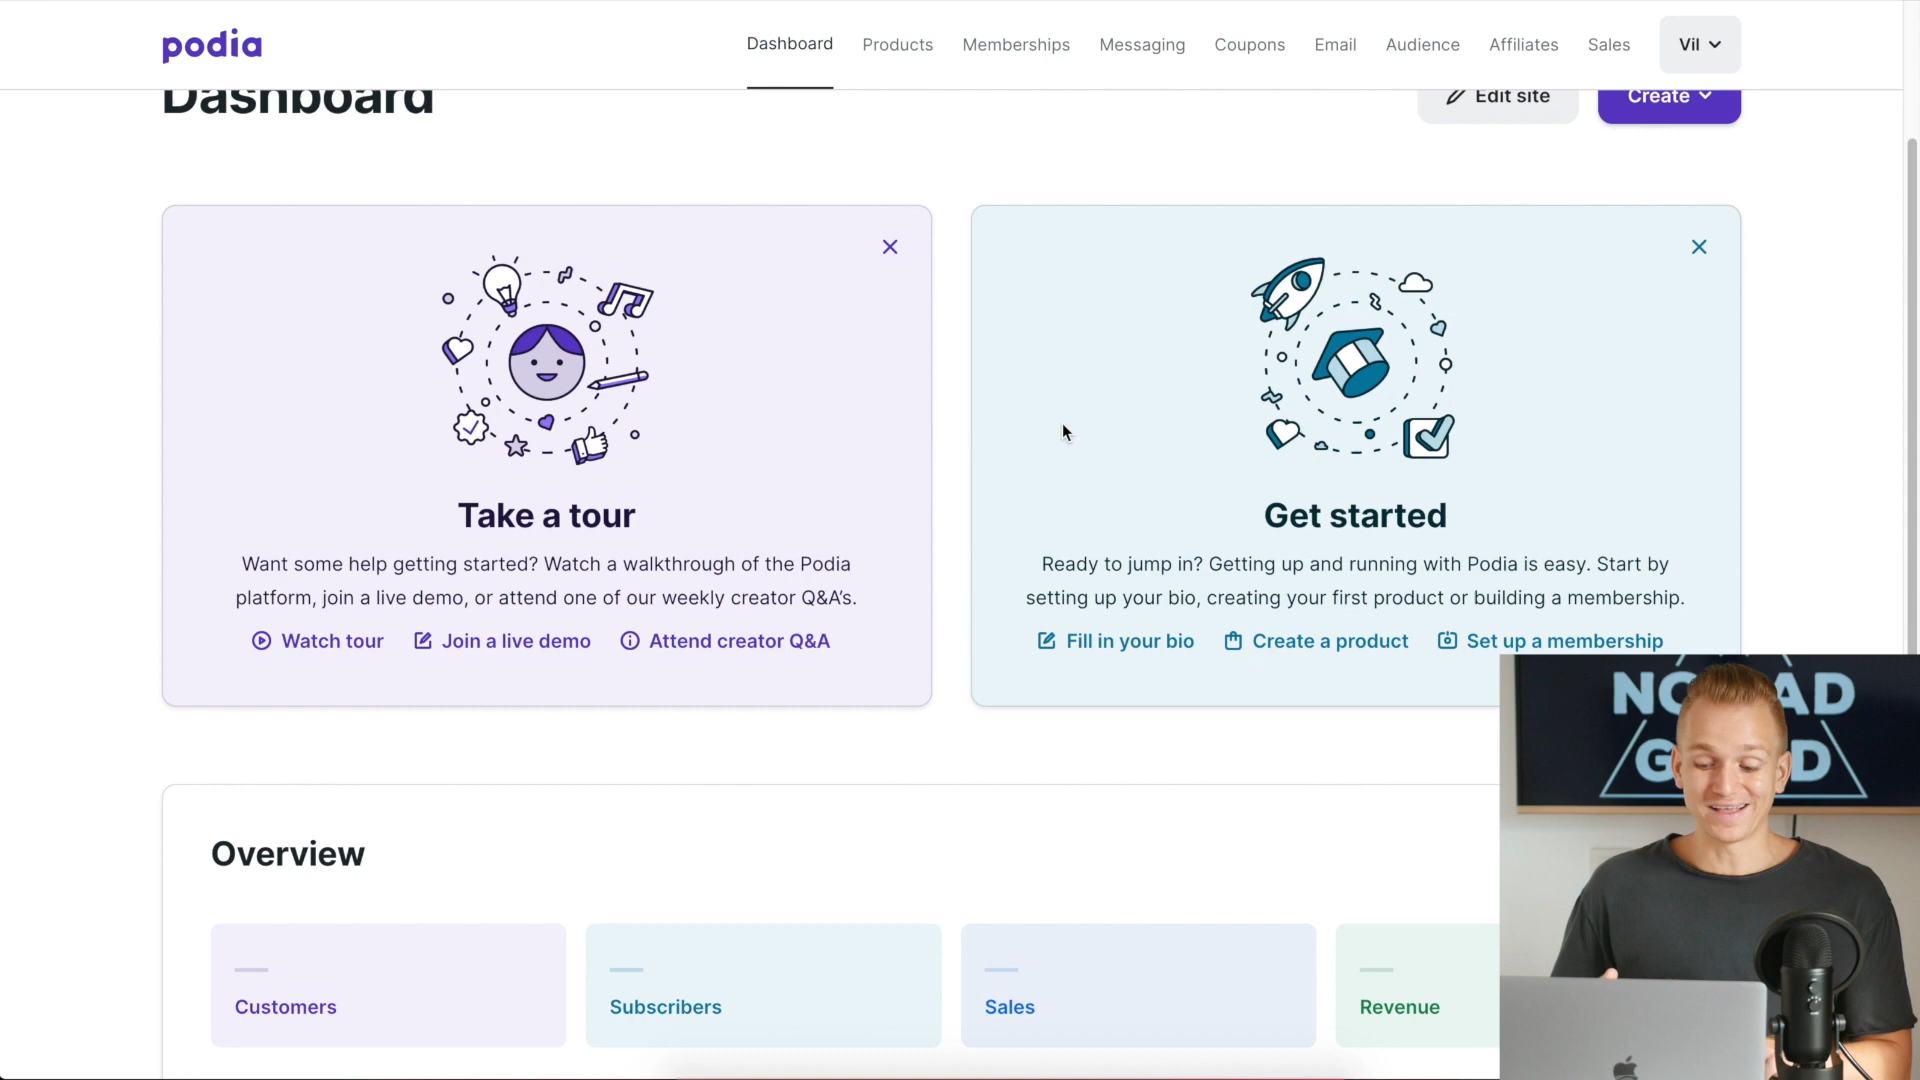 podia
Dashboard Products Memberships Messaging Coupons Email Audience Affiliates Sales Vil
Dashboard
Edit site Create
Take a tour
Want some help getting started? Watch a walkthrough of the Podia
platform, join a live demo, or attend one of our weekly creator Q&A's.
Watch tour Join a live demo Attend creator Q&A
Get started
Ready to jump in? Getting up and running with Podia is easy. Start by
setting up your bio, creating your first product or building a membership.
Fill in your bio Create a product Set up a membership
Overview
Customers
Subscribers
Sales
Revenue